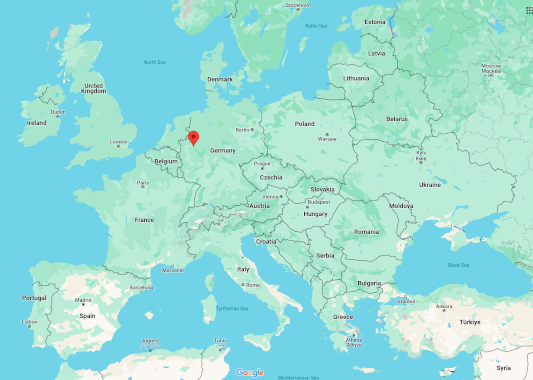 Stockholm
Estonia
Baltic Sea
Latvia
North Sea
Moscow
Москва
Denmark
Lithuania
United
Kingdom
Dublin
Ireland
Belarus
Poland
Berlin
Warsaw
London
Germany
Belgium
Prague
Kyiv
Київ
Czechia
Paris
Slovakia
Ukraine
Vienna
Budapest
Austria
Moldova
Hungary
France
Romania
Croatia
Serbia
Black Sea
Marseille
Italy
Barcelona
Rome
Bulgaria
Portugal
Madrid
Istanbul
Ankara
Tyrrhenian Sea
Spain
Greece
Lisbon
Türkiye
Athens
Αθήνα
Algiers
Tunis
Syria
Google
Mediterranean Sea